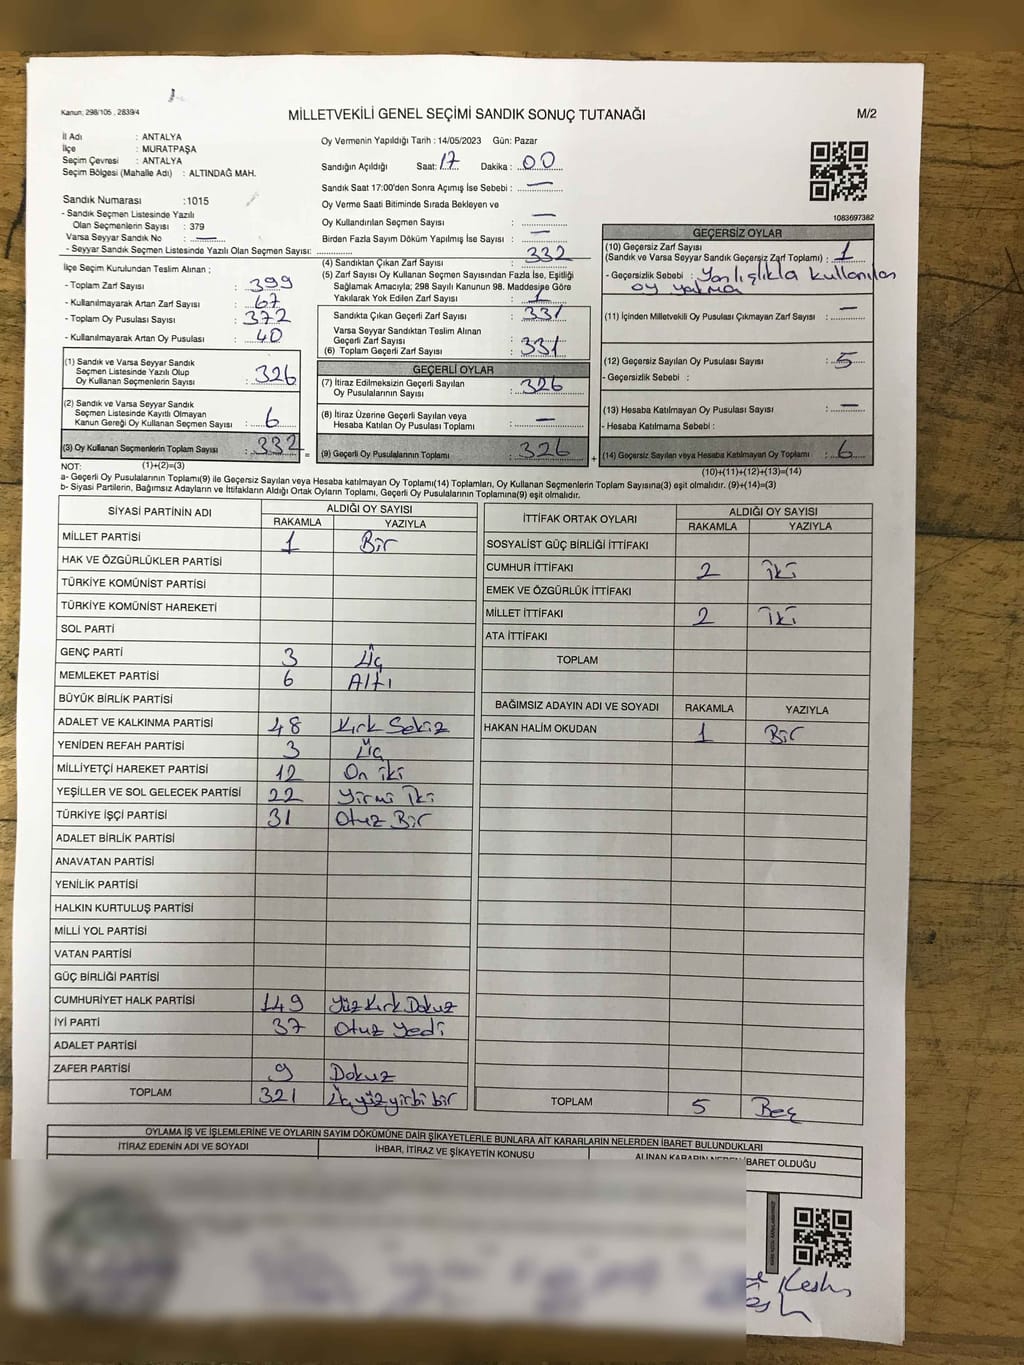 Kanun: 298/105 , 2839/4
MİLLETVEKİLİ GENEL SEÇİMİ SANDIK SONUÇ TUTANAĞI
M/2
İl Adı : ANTALYA
İlçe : MURATPAŞA
Seçim Çevresi : ANTALYA
Seçim Bölgesi (Mahalle Adı) : ALTINDAĞ MAH.
Sandık Numarası :1015
- Sandık Seçmen Listesinde Yazılı
Olan Seçmenlerin Sayısı : 379
Varsa Seyyar Sandık No : —
- Seyyar Sandık Seçmen Listesinde Yazılı Olan Seçmen Sayısı:
İlçe Seçim Kurulundan Teslim Alınan ;
- Toplam Zarf Sayısı : 399
- Kullanılmayarak Artan Zarf Sayısı : 67
- Toplam Oy Pusulası Sayısı : 372
- Kullanılmayarak Artan Oy Pusulası : 40
(1) Sandık ve Varsa Seyyar Sandık
Seçmen Listesinde Yazılı Olup
Oy Kullanan Seçmenlerin Sayısı : 326
(2) Sandık ve Varsa Seyyar Sandık
Seçmen Listesinde Kayıtlı Olmayan
Kanun Gereği Oy Kullanan Seçmen Sayısı : 6
(3) Oy Kullanan Seçmenlerin Toplam Sayısı : 332
Oy Vermenin Yapıldığı Tarih : 14/05/2023 Gün: Pazar
Sandığın Açıldığı Saat: 17 Dakika : 00
Sandık Saat 17:00'den Sonra Açımış İse Sebebi : —
Oy Verme Saati Bitiminde Sırada Bekleyen ve
Oy Kullandırılan Seçmen Sayısı : —
Birden Fazla Sayım Döküm Yapılmış İse Sayısı : —
(4) Sandıktan Çıkan Zarf Sayısı : 332
(5) Zarf Sayısı Oy Kullanan Seçmen Sayısından Fazla İse, Eşitliği
Sağlamak Amacıyla; 298 Sayılı Kanunun 98. Maddesine Göre
Yakılarak Yok Edilen Zarf Sayısı : 1
Sandıkta Çıkan Geçerli Zarf Sayısı : 331
Varsa Seyyar Sandıktan Teslim Alınan
Geçerli Zarf Sayısı :
(6) Toplam Geçerli Zarf Sayısı : 331
GEÇERLİ OYLAR
(7) İtiraz Edilmeksizin Geçerli Sayılan
Oy Pusulalarının Sayısı : 326
(8) İtiraz Üzerine Geçerli Sayılan veya
Hesaba Katılan Oy Pusulası Toplamı : —
= (9) Geçerli Oy Pusulalarının Toplamı : 326
1083697382
GEÇERSİZ OYLAR
(10) Geçersiz Zarf Sayısı
(Sandık ve Varsa Seyyar Sandık Geçersiz Zarf Toplamı) : 1
- Geçersizlik Sebebi : Yanlışlıkla kullanılan
oy yakma
(11) İçinden Milletvekili Oy Pusulası Çıkmayan Zarf Sayısı : —
(12) Geçersiz Sayılan Oy Pusulası Sayısı : 5
- Geçersizlik Sebebi :
(13) Hesaba Katılmayan Oy Pusulası Sayısı : —
- Hesaba Katılmama Sebebi :
+ (14) Geçersiz Sayılan veya Hesaba Katılmayan Oy Toplamı : 6
NOT: (1)+(2)=(3)
(10)+(11)+(12)+(13)=(14)
a- Geçerli Oy Pusulaları Toplamı(9) ile Geçersiz Sayılan veya Hesaba katılmayan Oy Toplamı(14) Toplamları, Oy Kullanan Seçmenlerin Toplam Sayısına(3) eşit olmalıdır. (9)+(14)=(3)
b- Siyasi Partilerin, Bağımsız Adayların ve İttifakların Aldığı Ortak Oyların Toplamı, Geçerli Oy Pusulalarının Toplamına(9) eşit olmalıdır.
SİYASİ PARTİNİN ADI ALDIĞI OY SAYISI
RAKAMLA YAZIYLA
MİLLET PARTİSİ 1 Bir
HAK VE ÖZGÜRLÜKLER PARTİSİ
TÜRKİYE KOMÜNİST PARTİSİ
TÜRKİYE KOMÜNİST HAREKETİ
SOL PARTİ
GENÇ PARTİ 3 Üç
MEMLEKET PARTİSİ 6 Altı
BÜYÜK BİRLİK PARTİSİ
ADALET VE KALKINMA PARTİSİ 48 Kırk Sekiz
YENİDEN REFAH PARTİSİ 3 Üç
MİLLİYETÇİ HAREKET PARTİSİ 12 On iki
YEŞİLLER VE SOL GELECEK PARTİSİ 22 Yirmi İki
TÜRKİYE İŞÇİ PARTİSİ 31 Otuz Bir
ADALET BİRLİK PARTİSİ
ANAVATAN PARTİSİ
YENİLİK PARTİSİ
HALKIN KURTULUŞ PARTİSİ
MİLLİ YOL PARTİSİ
VATAN PARTİSİ
GÜÇ BİRLİĞİ PARTİSİ
CUMHURİYET HALK PARTİSİ 149 Yüz Kırk Dokuz
İYİ PARTİ 37 Otuz Yedi
ADALET PARTİSİ
ZAFER PARTİSİ 9 Dokuz
TOPLAM 321 Üçyüzyirbi bir
İTTİFAK ORTAK OYLARI ALDIĞI OY SAYISI
RAKAMLA YAZIYLA
SOSYALİST GÜÇ BİRLİĞİ İTTİFAKI
CUMHUR İTTİFAKI 2 İki
EMEK VE ÖZGÜRLÜK İTTİFAKI
MİLLET İTTİFAKI 2 İki
ATA İTTİFAKI
TOPLAM
BAĞIMSIZ ADAYIN ADI VE SOYADI RAKAMLA YAZIYLA
HAKAN HALİM OKUDAN 1 Bir
TOPLAM 5 Beş
OYLAMA İŞ VE İŞLEMLERİNE VE OYLARIN SAYIM DÖKÜMÜNE DAİR ŞİKAYETLERLE BUNLARA AİT KARARLARIN NELERDEN İBARET BULUNDUKLARI
İTİRAZ EDENİN ADI VE SOYADI İHBAR, İTİRAZ VE ŞİKAYETİN KONUSU ALINAN KARARIN NEDEN İBARET OLDUĞU